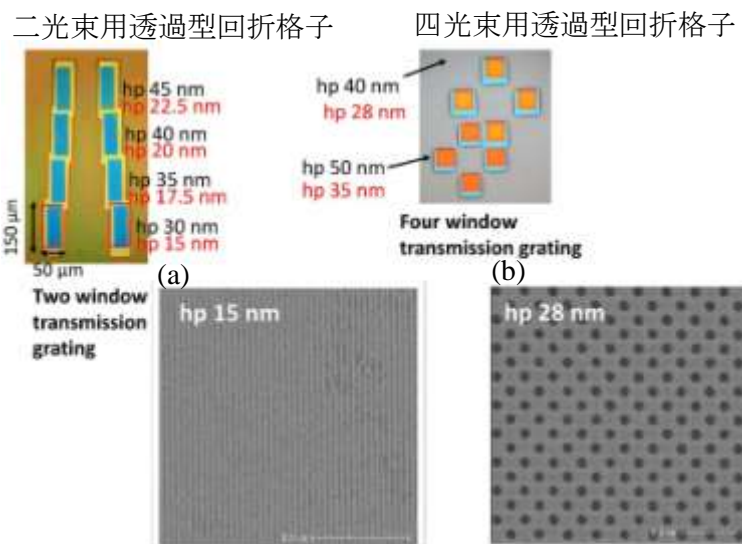 二光束用透過型回折格子
四光束用透過型回折格子
hp 45 nm
hp 22.5 nm
hp 40 nm
hp 20 nm
hp 35 nm
hp 17.5 nm
hp 30 nm
hp 15 nm
150 μm
50 μm
Two window
transmission
grating
hp 40 nm
hp 28 nm
hp 50 nm
hp 35 nm
Four window
transmission grating
(a)
(b)
hp 15 nm
hp 28 nm